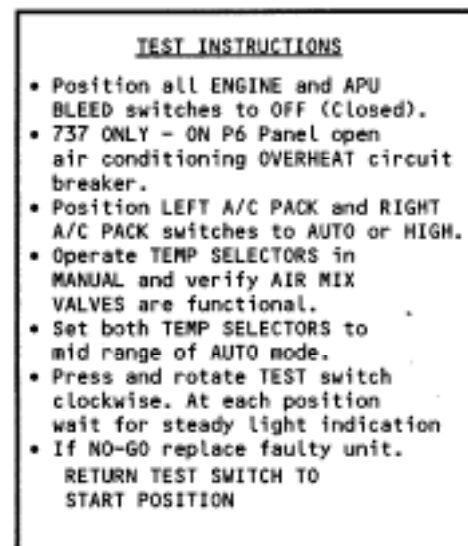 TEST INSTRUCTIONS
• Position all ENGINE and APU
BLEED switches to OFF (Closed).
• 737 ONLY - ON P6 Panel open
air conditioning OVERHEAT circuit
breaker.
• Position LEFT A/C PACK and RIGHT
A/C PACK switches to AUTO or HIGH.
• Operate TEMP SELECTORS in
MANUAL and verify AIR MIX
VALVES are functional.
• Set both TEMP SELECTORS to
mid range of AUTO mode.
• Press and rotate TEST switch
clockwise. At each position
wait for steady light indication
• If NO-GO replace faulty unit.
RETURN TEST SWITCH TO
START POSITION